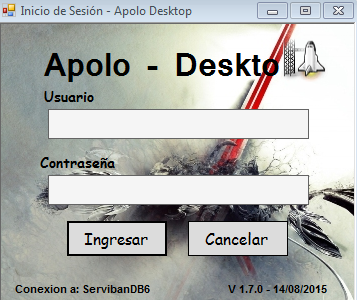 Inicio de Sesión - Apolo Desktop
Apolo - Deskto
Usuario
Contraseña
Ingresar Cancelar
Conexion a: ServibanDB6 V 1.7.0 - 14/08/2015